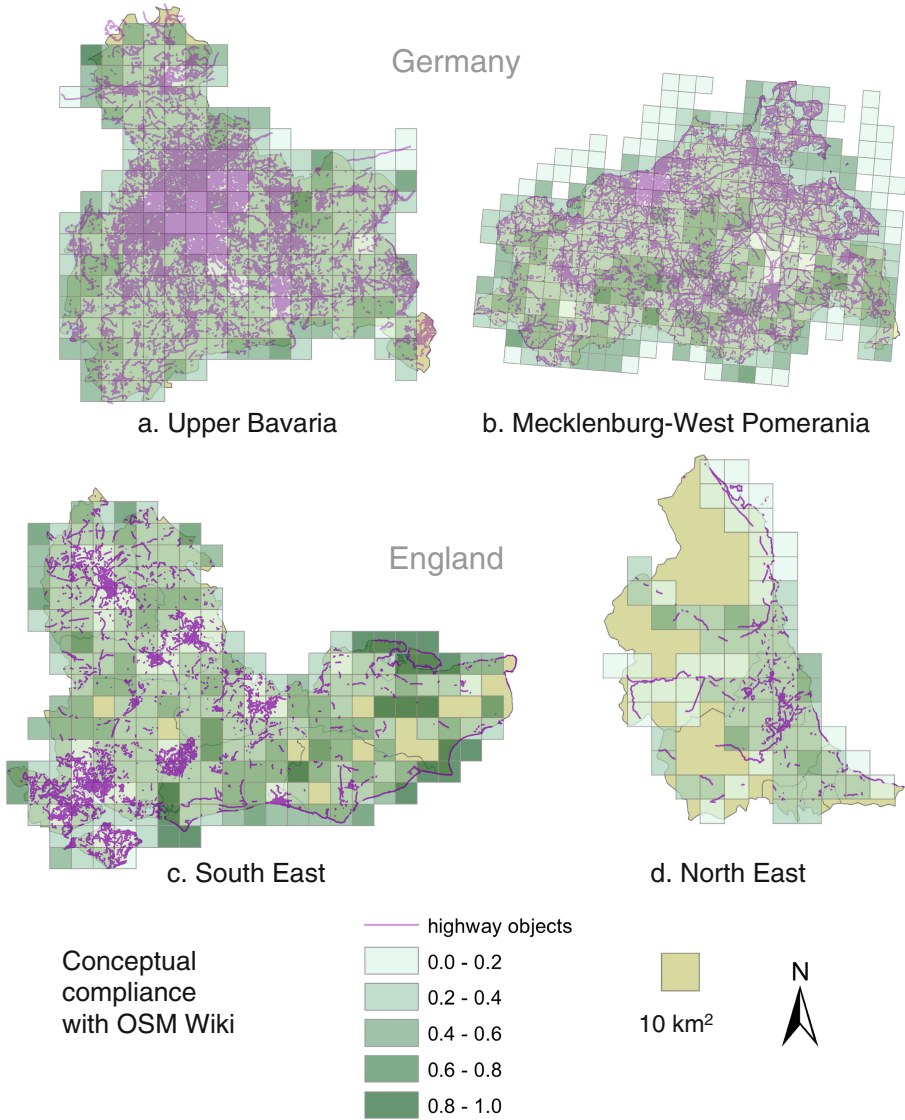 Germany
a. Upper Bavaria
b. Mecklenburg-West Pomerania
England
c. South East
d. North East
Conceptual
compliance
with OSM Wiki
highway objects
0.0 - 0.2
0.2 - 0.4
0.4 - 0.6
0.6 - 0.8
0.8 - 1.0
10 km²
N